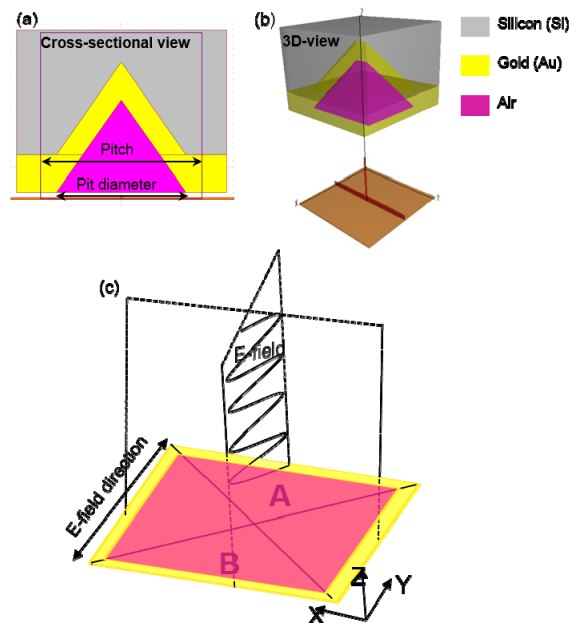 (a)
Cross-sectional view
Pitch
Pit diameter
(b)
3D-view
Z
X
Y
Silicon (Si)
Gold (Au)
Air
(c)
E-field
E-field direction
A
B
Z
Y
X